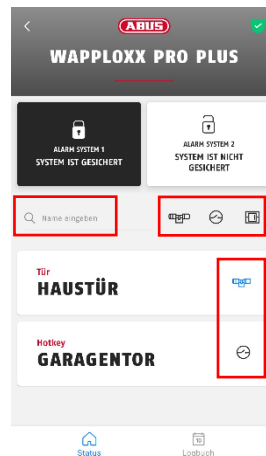 ABUS
WAPPLOXX PRO PLUS
ALARM SYSTEM 1
SYSTEM IST GESICHERT
ALARM SYSTEM 2
SYSTEM IST NICHT
GESICHERT
Name eingeben
Tür
HAUSTÜR
Hotkey
GARAGENTOR
10
Status
Logbuch